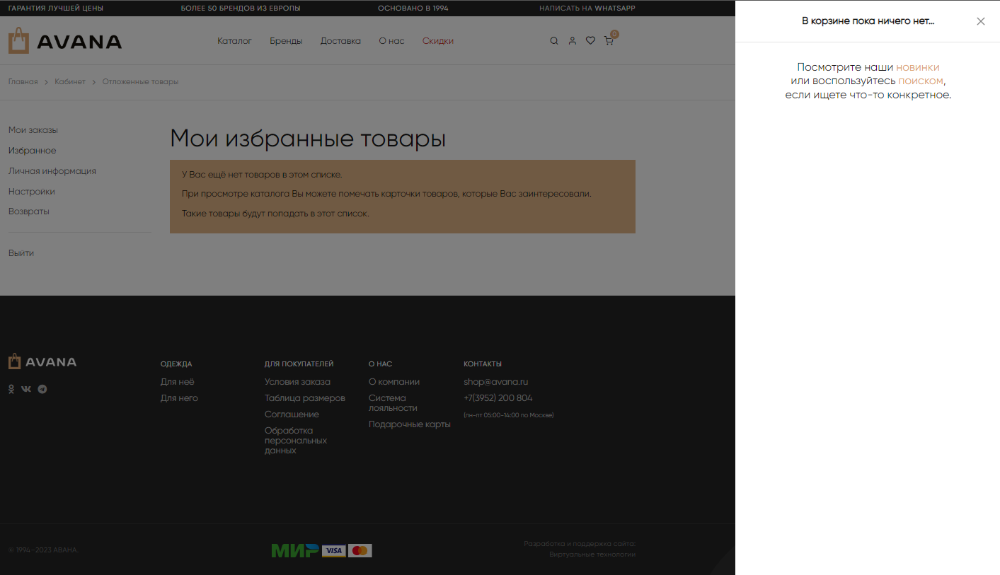 ГАРАНТИЯ ЛУЧШЕЙ ЦЕНЫ
БОЛЕЕ 50 БРЕНДОВ ИЗ ЕВРОПЫ
ОСНОВАНО В 1994
НАПИСАТЬ НА WHATSAPP
AVANA
Каталог
Бренды
Доставка
О нас
Скидки
0
Главная
Кабинет
Отложенные товары
Мои заказы
Избранное
Личная информация
Настройки
Возвраты
Выйти
Мои избранные товары
У Вас ещё нет товаров в этом списке.
При просмотре каталога Вы можете помечать карточки товаров, которые Вас заинтересовали.
Такие товары будут попадать в этот список.
В корзине пока ничего нет...
Посмотрите наши новинки
или воспользуйтесь поиском,
если ищете что-то конкретное.
AVANA
ОДЕЖДА
Для неё
Для него
ДЛЯ ПОКУПАТЕЛЕЙ
Условия заказа
Таблица размеров
Соглашение
Обработка
персональных
данных
О НАС
О компании
Система
лояльности
Подарочные карты
КОНТАКТЫ
shop@avana.ru
+7(3952) 200 804
(пн-пт 05:00-14:00 по Москве)
© 1994-2023 АВАНА.
МИР
VISA
Разработка и поддержка сайта:
Виртуальные технологии